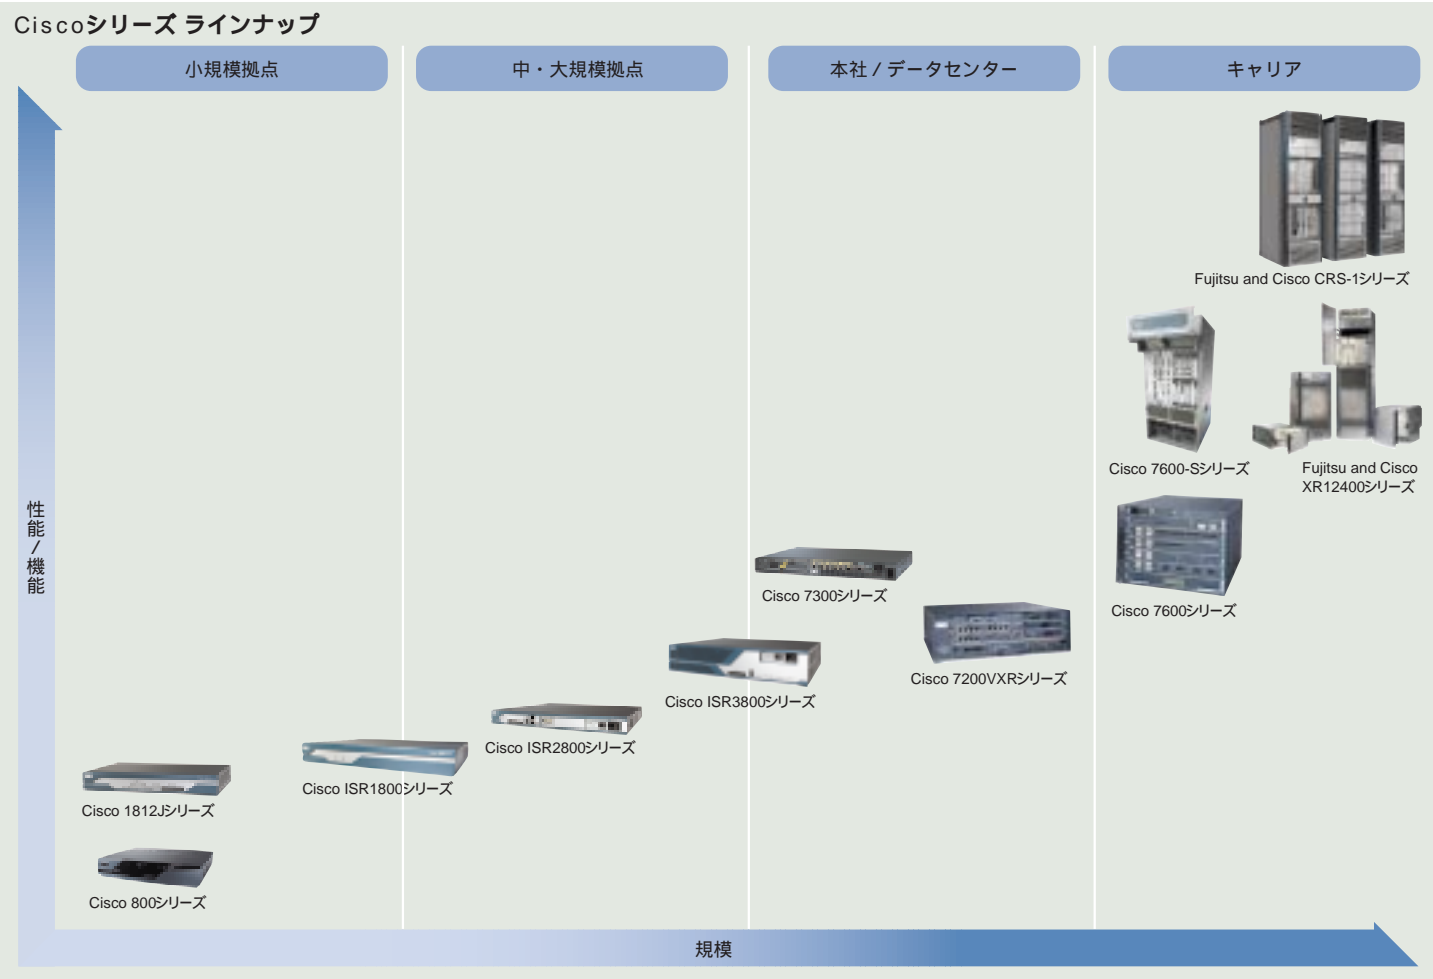 Ciscoシリーズ ラインナップ
小規模拠点
中・大規模拠点
本社 / データセンター
キャリア
Fujitsu and Cisco CRS-1シリーズ
Cisco 7600-Sシリーズ
Fujitsu and Cisco
XR12400シリーズ
性能/機能
Cisco 7300シリーズ
Cisco 7600シリーズ
Cisco 7200VXRシリーズ
Cisco ISR3800シリーズ
Cisco ISR2800シリーズ
Cisco ISR1800シリーズ
Cisco 1812Jシリーズ
Cisco 800シリーズ
規模